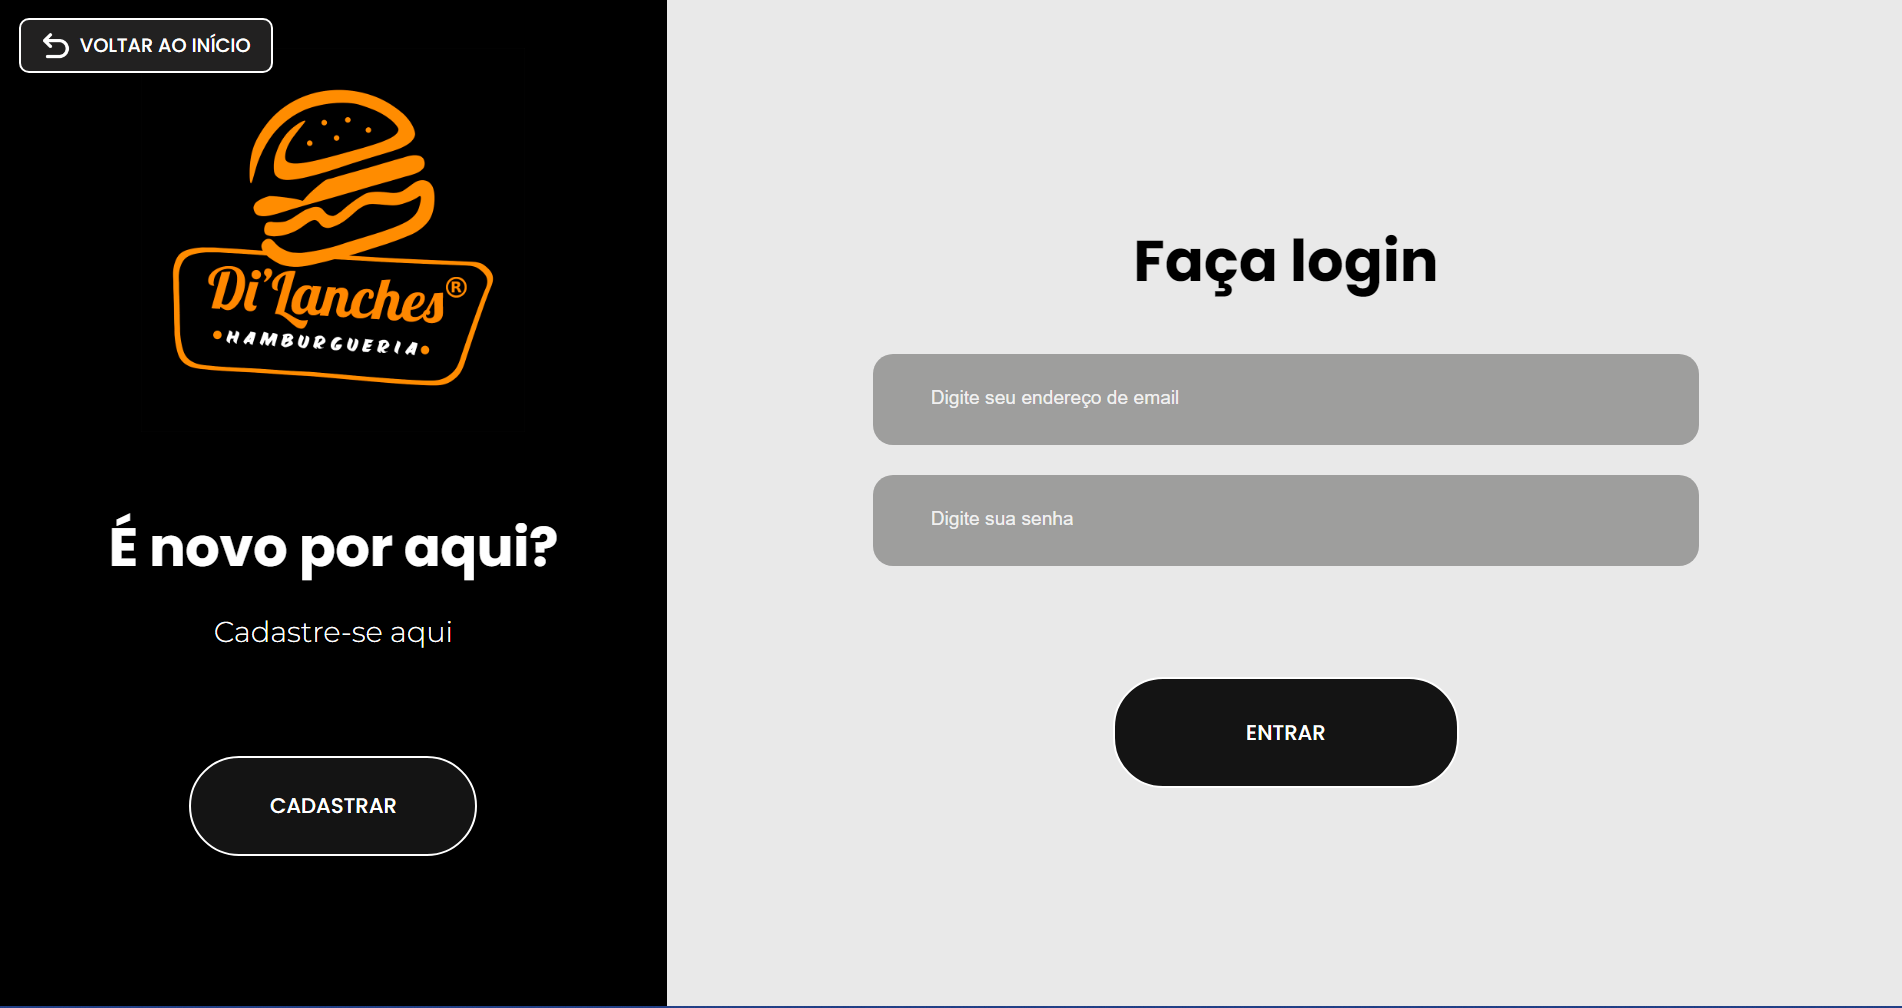 VOLTAR AO INÍCIO
Di'Lanches®
•HAMBURGUERIA•
É novo por aqui?
Cadastre-se aqui
CADASTRAR
Faça login
Digite seu endereço de email
Digite sua senha
ENTRAR